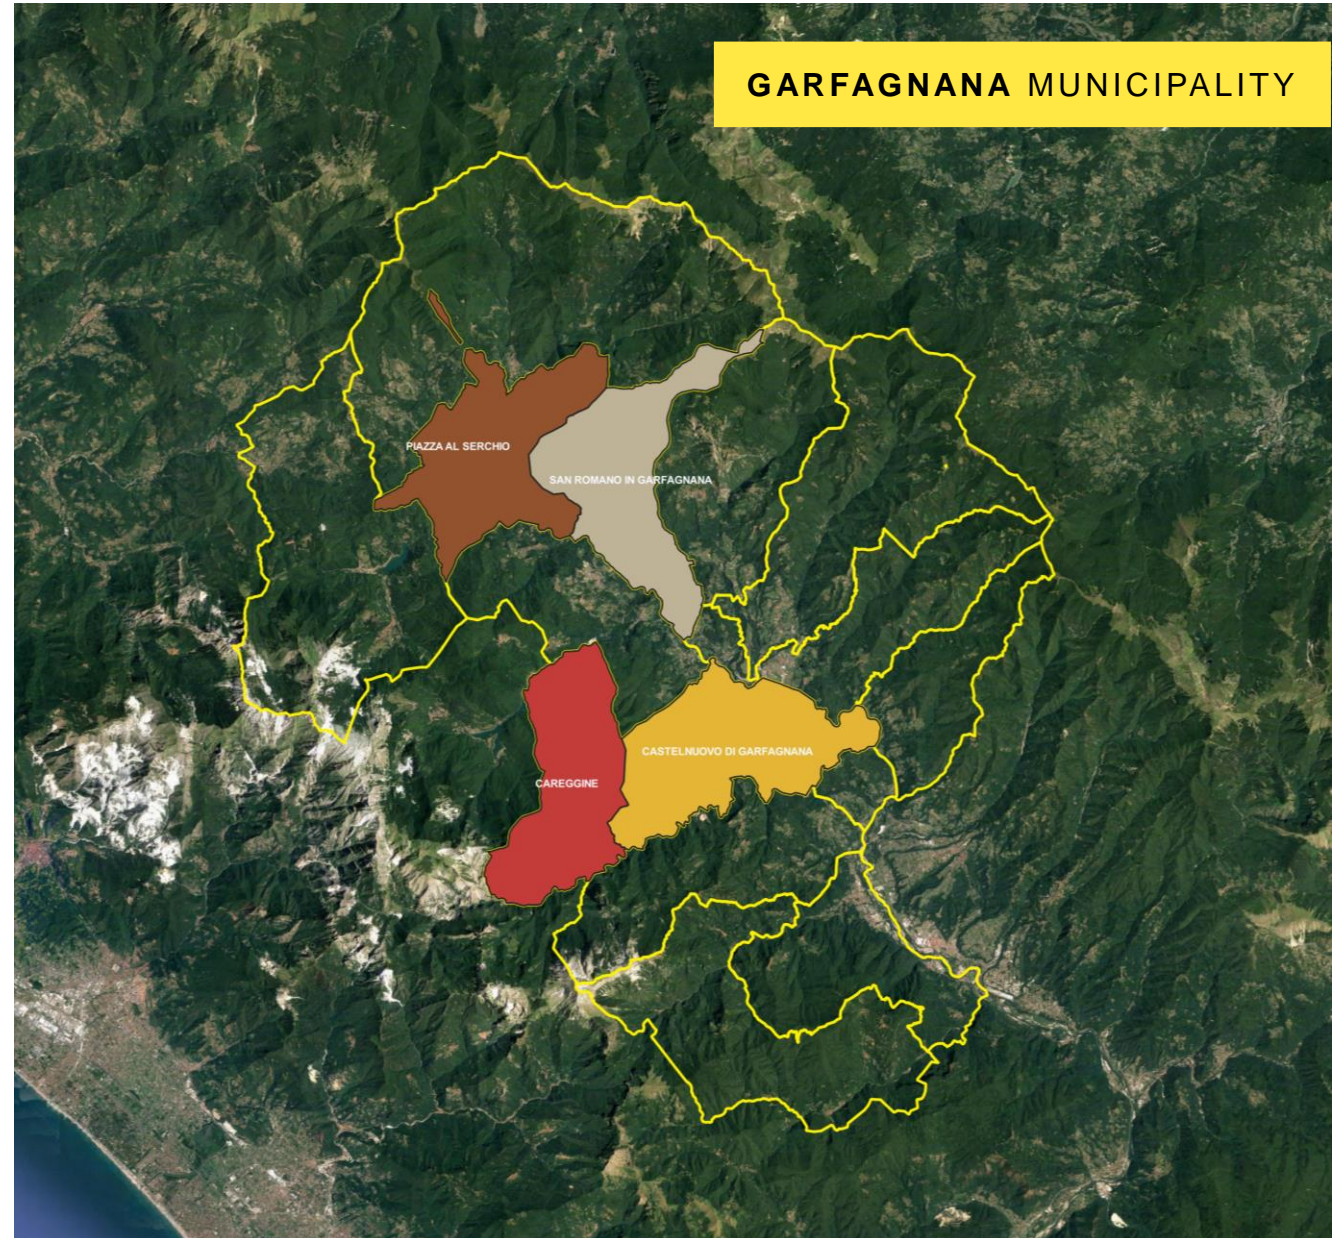 GARFAGNANA MUNICIPALITY
PIAZZA AL SERCHIO
SAN ROMANO IN GARFAGNANA
CASTELNUOVO DI GARFAGNANA
CAREGGINE